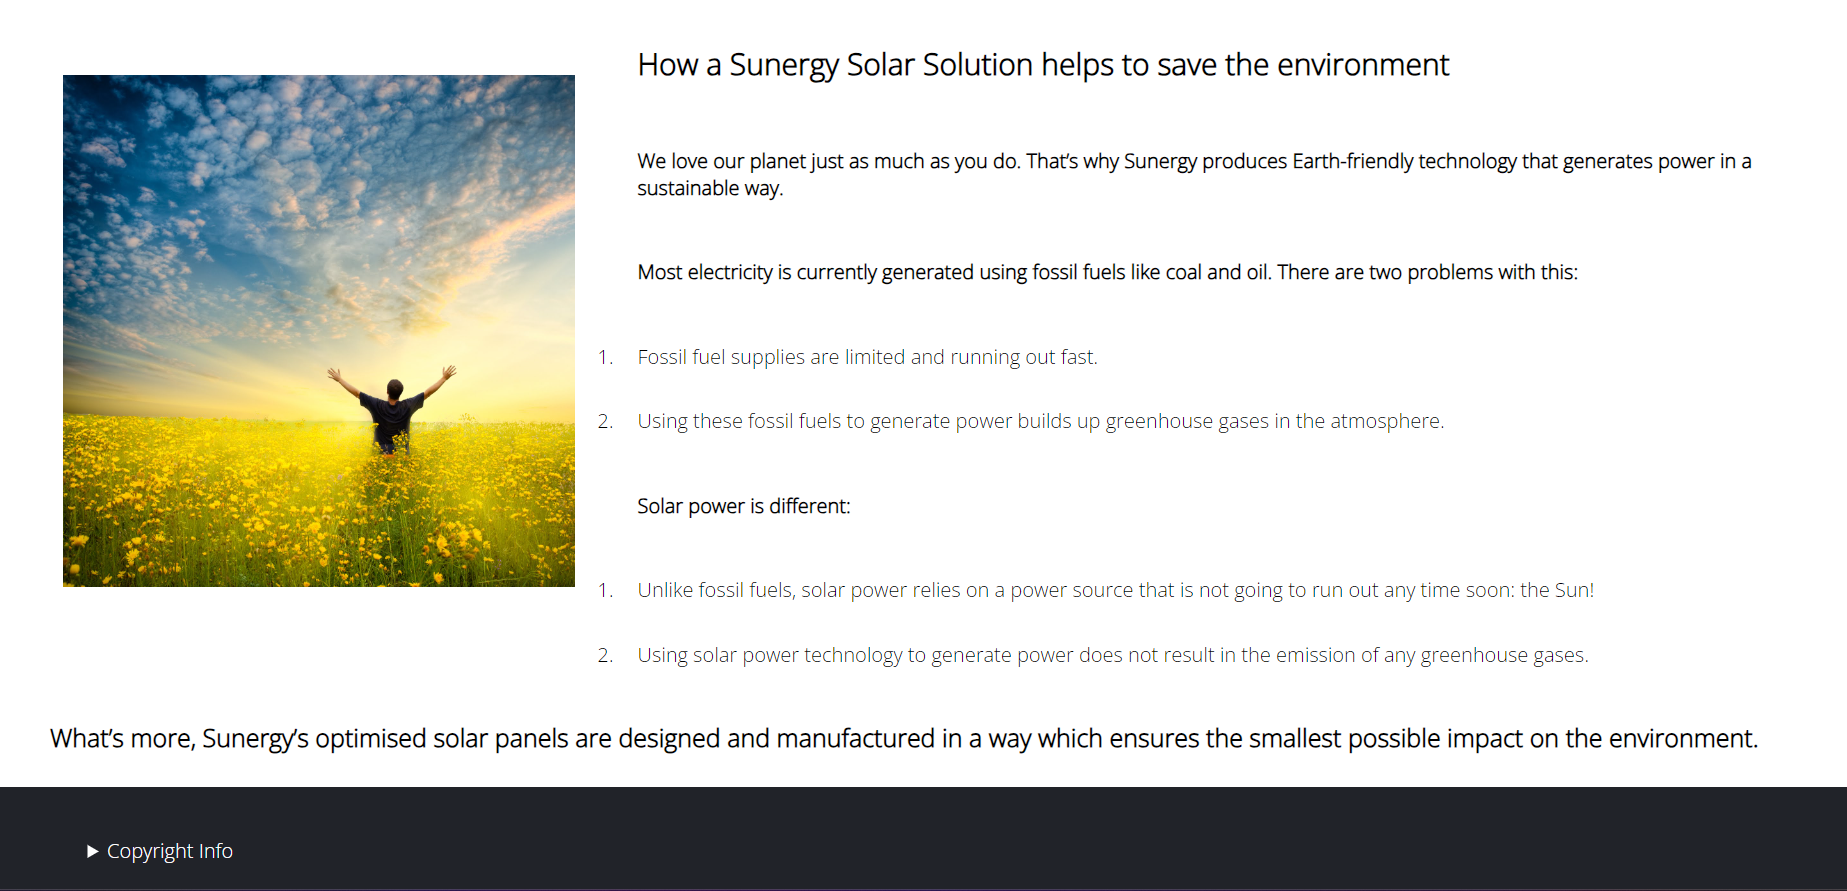 How a Sunergy Solar Solution helps to save the environment
We love our planet just as much as you do. That’s why Sunergy produces Earth-friendly technology that generates power in a
sustainable way.
Most electricity is currently generated using fossil fuels like coal and oil. There are two problems with this:
1. Fossil fuel supplies are limited and running out fast.
2. Using these fossil fuels to generate power builds up greenhouse gases in the atmosphere.
Solar power is different:
1. Unlike fossil fuels, solar power relies on a power source that is not going to run out any time soon: the Sun!
2. Using solar power technology to generate power does not result in the emission of any greenhouse gases.
What’s more, Sunergy’s optimised solar panels are designed and manufactured in a way which ensures the smallest possible impact on the environment.
▶ Copyright Info